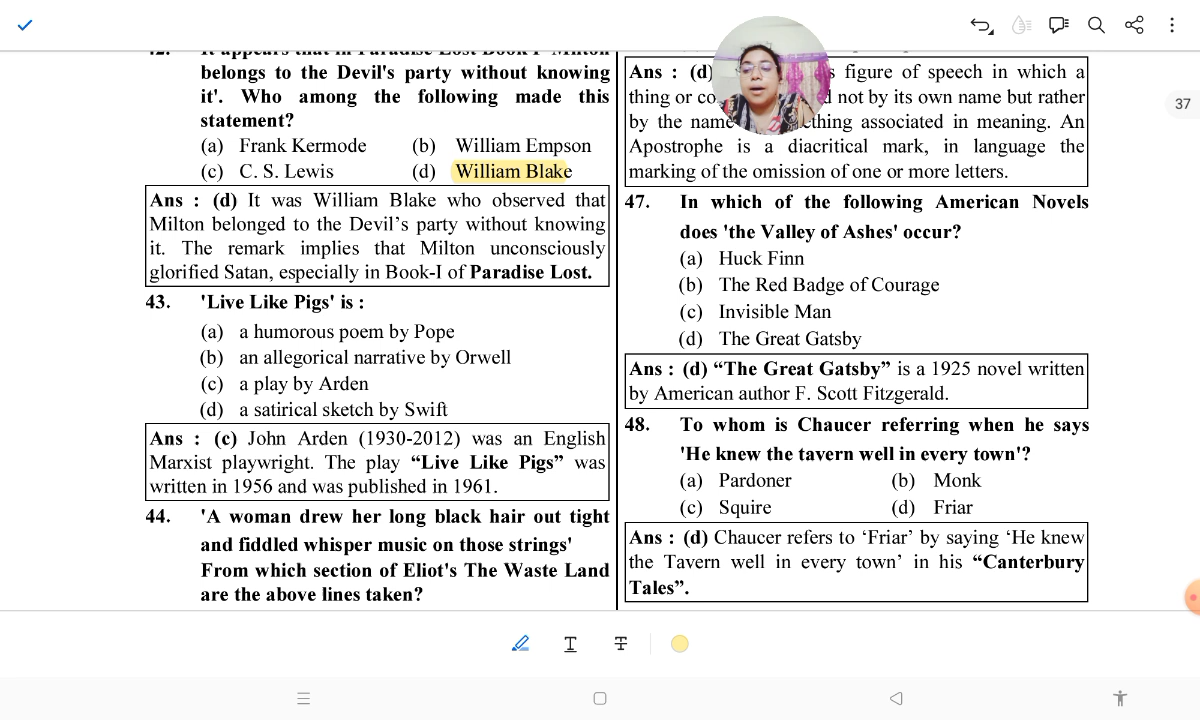 42. It appears that in Paradise Lost Book-I Milton
belongs to the Devil's party without knowing
it'. Who among the following made this
statement?
(a) Frank Kermode (b) William Empson
(c) C. S. Lewis (d) William Blake
Ans : (d) It was William Blake who observed that
Milton belonged to the Devil's party without knowing
it. The remark implies that Milton unconsciously
glorified Satan, especially in Book-I of Paradise Lost.
43. 'Live Like Pigs' is :
(a) a humorous poem by Pope
(b) an allegorical narrative by Orwell
(c) a play by Arden
(d) a satirical sketch by Swift
Ans : (c) John Arden (1930-2012) was an English
Marxist playwright. The play “Live Like Pigs” was
written in 1956 and was published in 1961.
44. 'A woman drew her long black hair out tight
and fiddled whisper music on those strings'
From which section of Eliot's The Waste Land
are the above lines taken?
Ans : (d) figure of speech in which a
thing or not by its own name but rather
by the name associated in meaning. An
Apostrophe is a diacritical mark, in language the
marking of the omission of one or more letters.
47. In which of the following American Novels
does 'the Valley of Ashes' occur?
(a) Huck Finn
(b) The Red Badge of Courage
(c) Invisible Man
(d) The Great Gatsby
Ans : (d) “The Great Gatsby” is a 1925 novel written
by American author F. Scott Fitzgerald.
48. To whom is Chaucer referring when he says
'He knew the tavern well in every town'?
(a) Pardoner (b) Monk
(c) Squire (d) Friar
Ans : (d) Chaucer refers to ‘Friar’ by saying ‘He knew
the Tavern well in every town’ in his “Canterbury
Tales”.
37